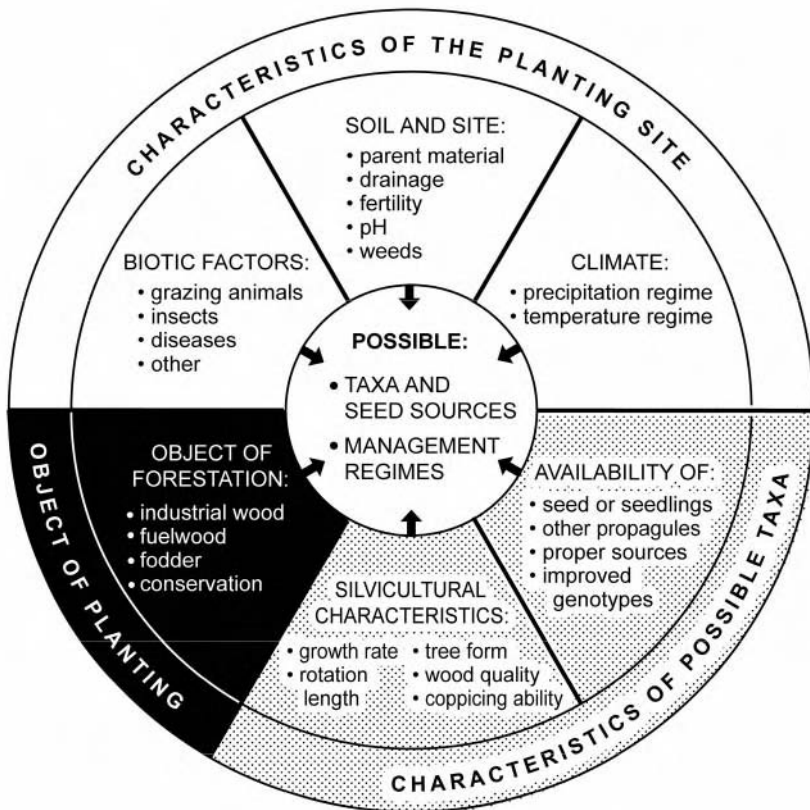 CHARACTERISTICS OF THE PLANTING SITE
SOIL AND SITE:
• parent material
• drainage
• fertility
• pH
• weeds
BIOTIC FACTORS:
• grazing animals
• insects
• diseases
• other
CLIMATE:
• precipitation regime
• temperature regime
POSSIBLE:
• TAXA AND
SEED SOURCES
• MANAGEMENT
REGIMES
OBJECT OF PLANTING
OBJECT OF
FORESTATION:
• industrial wood
• fuelwood
• fodder
• conservation
SILVICULTURAL
CHARACTERISTICS:
• growth rate
• rotation
length
• tree form
• wood quality
• coppicing ability
AVAILABILITY OF:
• seed or seedlings
• other propagules
• proper sources
• improved
genotypes
CHARACTERISTICS OF POSSIBLE TAXA